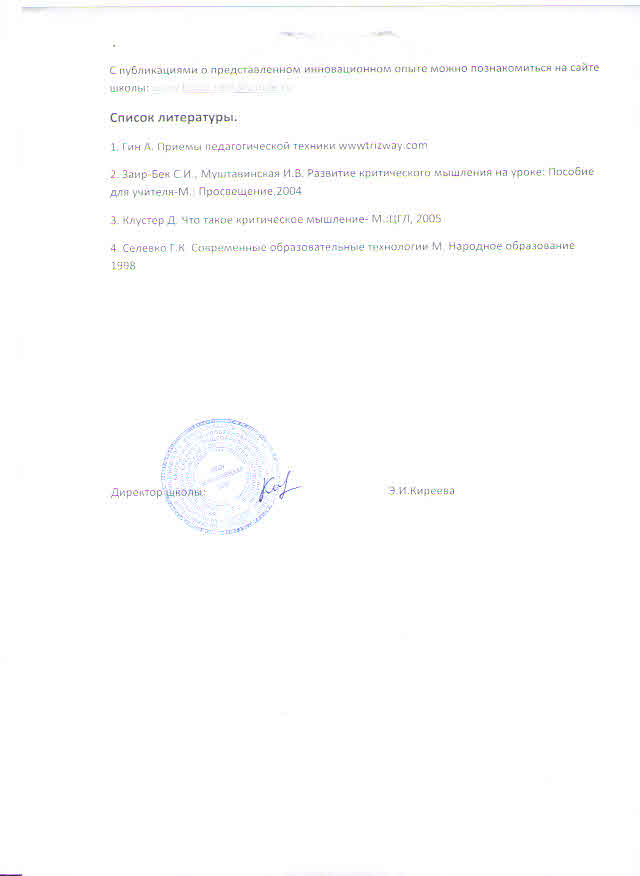 С публикациями о представленном инновационном опыте можно познакомиться на сайте
школы:
Список литературы.
1. Гин А. Приемы педагогической техники wwwtrizway.com
2. Заир-Бек С.И., Муштавинская И.В. Развитие критического мышления на уроке: Пособие
для учителя-М.: Просвещение,2004
3. Клустер Д. Что такое критическое мышление- М.:ЦГЛ, 2005
4. Селевко Г.К. Современные образовательные технологии М. Народное образование
1998
Директор школы:
Э.И.Киреева